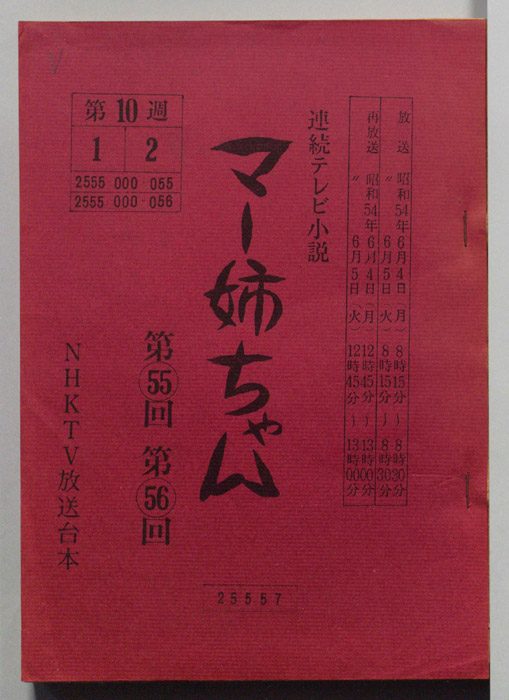 放送 昭和54年6月4日(月) 8時15分～8時30分
〃 6月5日(火) 8時15分～8時30分
再放送 昭和54年6月4日(月) 12時45分～13時00分
〃 6月5日(火) 12時45分～13時00分
連続テレビ小説
マー姉ちゃん
第55回 第56回
第10週
1 2
2555 000-055
2555 000-056
NHKTV放送台本
25557